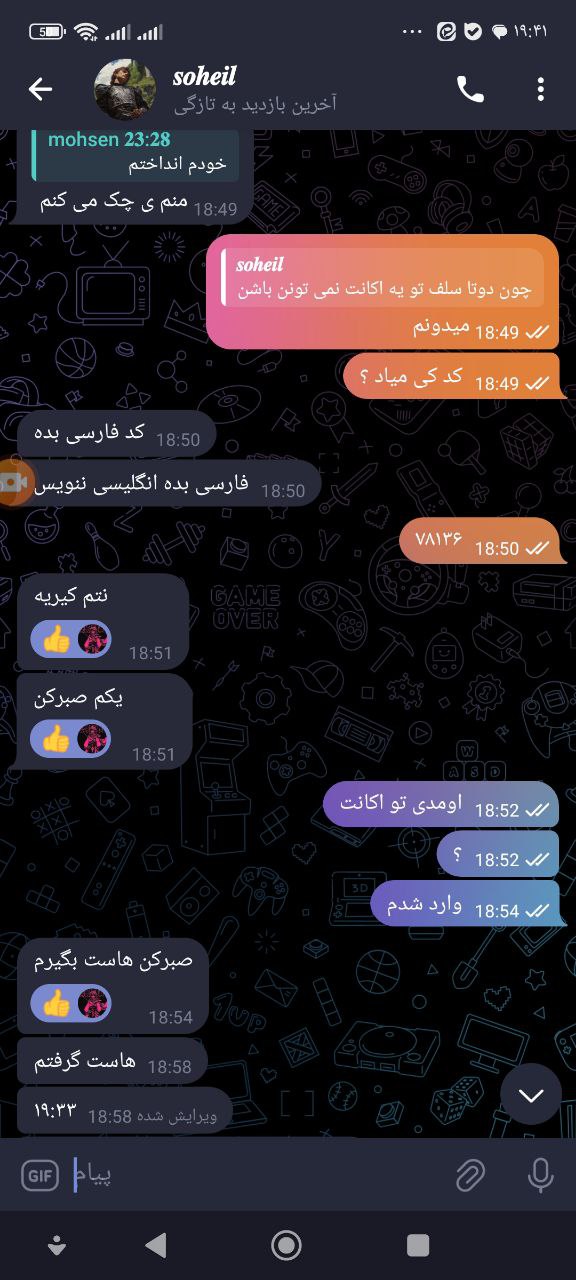 50
... ۱۹:۴۱
soheil
آخرین بازدید به تازگی
mohsen 23:28
خودم انداختم
منم ی چک می کنم 18:49
soheil
چون دوتا سلف تو یه اکانت نمی تونن باشن
میدونم 18:49
کد کی میاد ؟ 18:49
کد فارسی بده 18:50
فارسی بده انگلیسی ننویس 18:50
۷۸۱۳۶ 18:50
نتم کیریه
18:51
یکم صبرکن
18:51
اومدی تو اکانت 18:52
؟ 18:52
وارد شدم 18:54
صبرکن هاست بگیرم
18:54
هاست گرفتم 18:58
۱۹:۳۳ ویرایش شده 18:58
GIF پیام
GAME OVER
W
A S D
3D
1UP
GAME